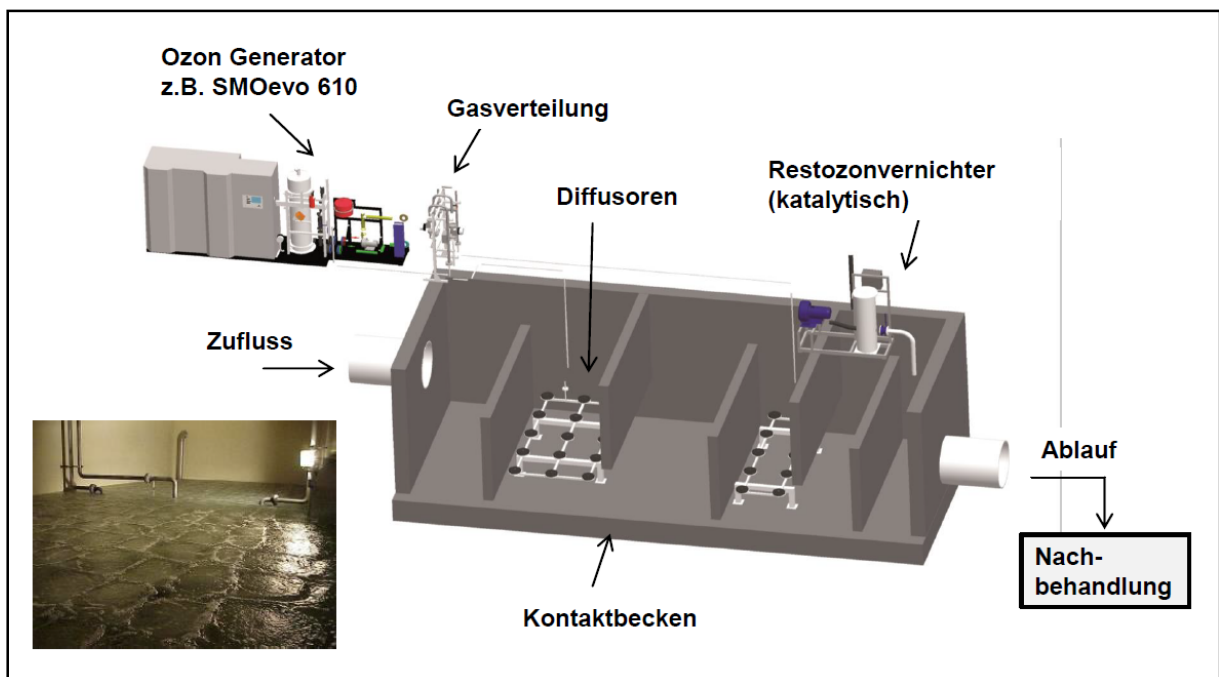 Ozon Generator
z.B. SMOevo 610
Gasverteilung
Diffusoren
Restozonvernichter
(katalytisch)
Zufluss
Ablauf
Nach-
behandlung
Kontaktbecken